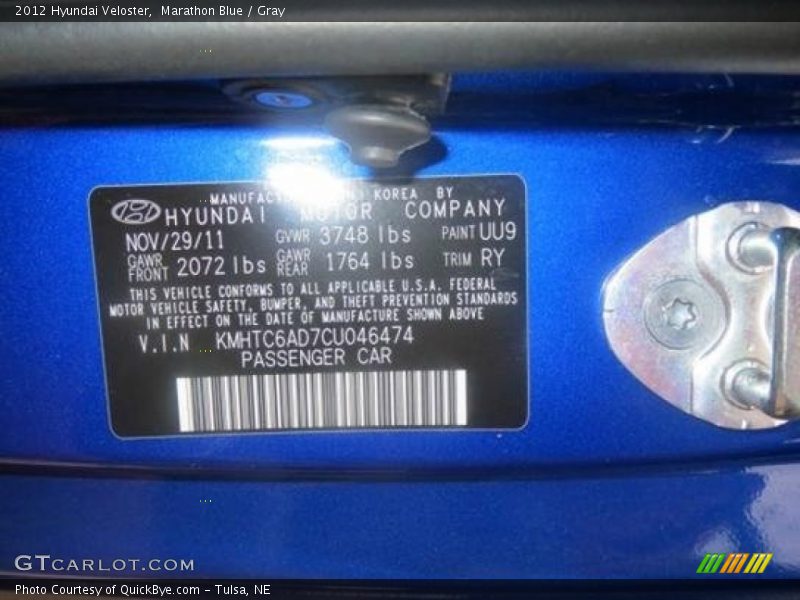 2012 Hyundai Veloster,  Marathon Blue / Gray
MANUFACT KOREA BY
HYUNDAI MOTOR COMPANY
NOV/29/11 GVWR 3748 lbs PAINT UU9
GAWR FRONT 2072 lbs GAWR REAR 1764 lbs TRIM RY
THIS VEHICLE CONFORMS TO ALL APPLICABLE U.S.A. FEDERAL
MOTOR VEHICLE SAFETY, BUMPER, AND THEFT PREVENTION STANDARDS
IN EFFECT ON THE DATE OF MANUFACTURE SHOWN ABOVE
V.I.N KMHTC6AD7CU046474
PASSENGER CAR
GTCARLOT.COM
Photo Courtesy of QuickBye.com - Tulsa, NE